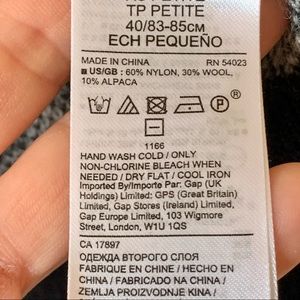 TP PETITE
40/83-85см
ECH PEQUEÑO
MADE IN CHINA RN 54023
■ US/GB : 60% NYLON, 30% WOOL,
10% ALPACA
1166
HAND WASH COLD / ONLY
NON-CHLORINE BLEACH WHEN
NEEDED / DRY FLAT / COOL IRON
Imported By/Importe Par: Gap (UK
Holdings) Limited: GPS (Great Britain)
Limited, Gap Stores (Ireland) Limited,
Gap Europe Limited, 103 Wigmore
Street, London, W1U 1QS
CA 17897
ОДЕЖДА ВТОРОГО СЛОЯ
FABRIQUE EN CHINE / HECHO EN
CHINA / FABRICADO NA CHINA /
ZEMLJA PROIZVODNJE KINA /